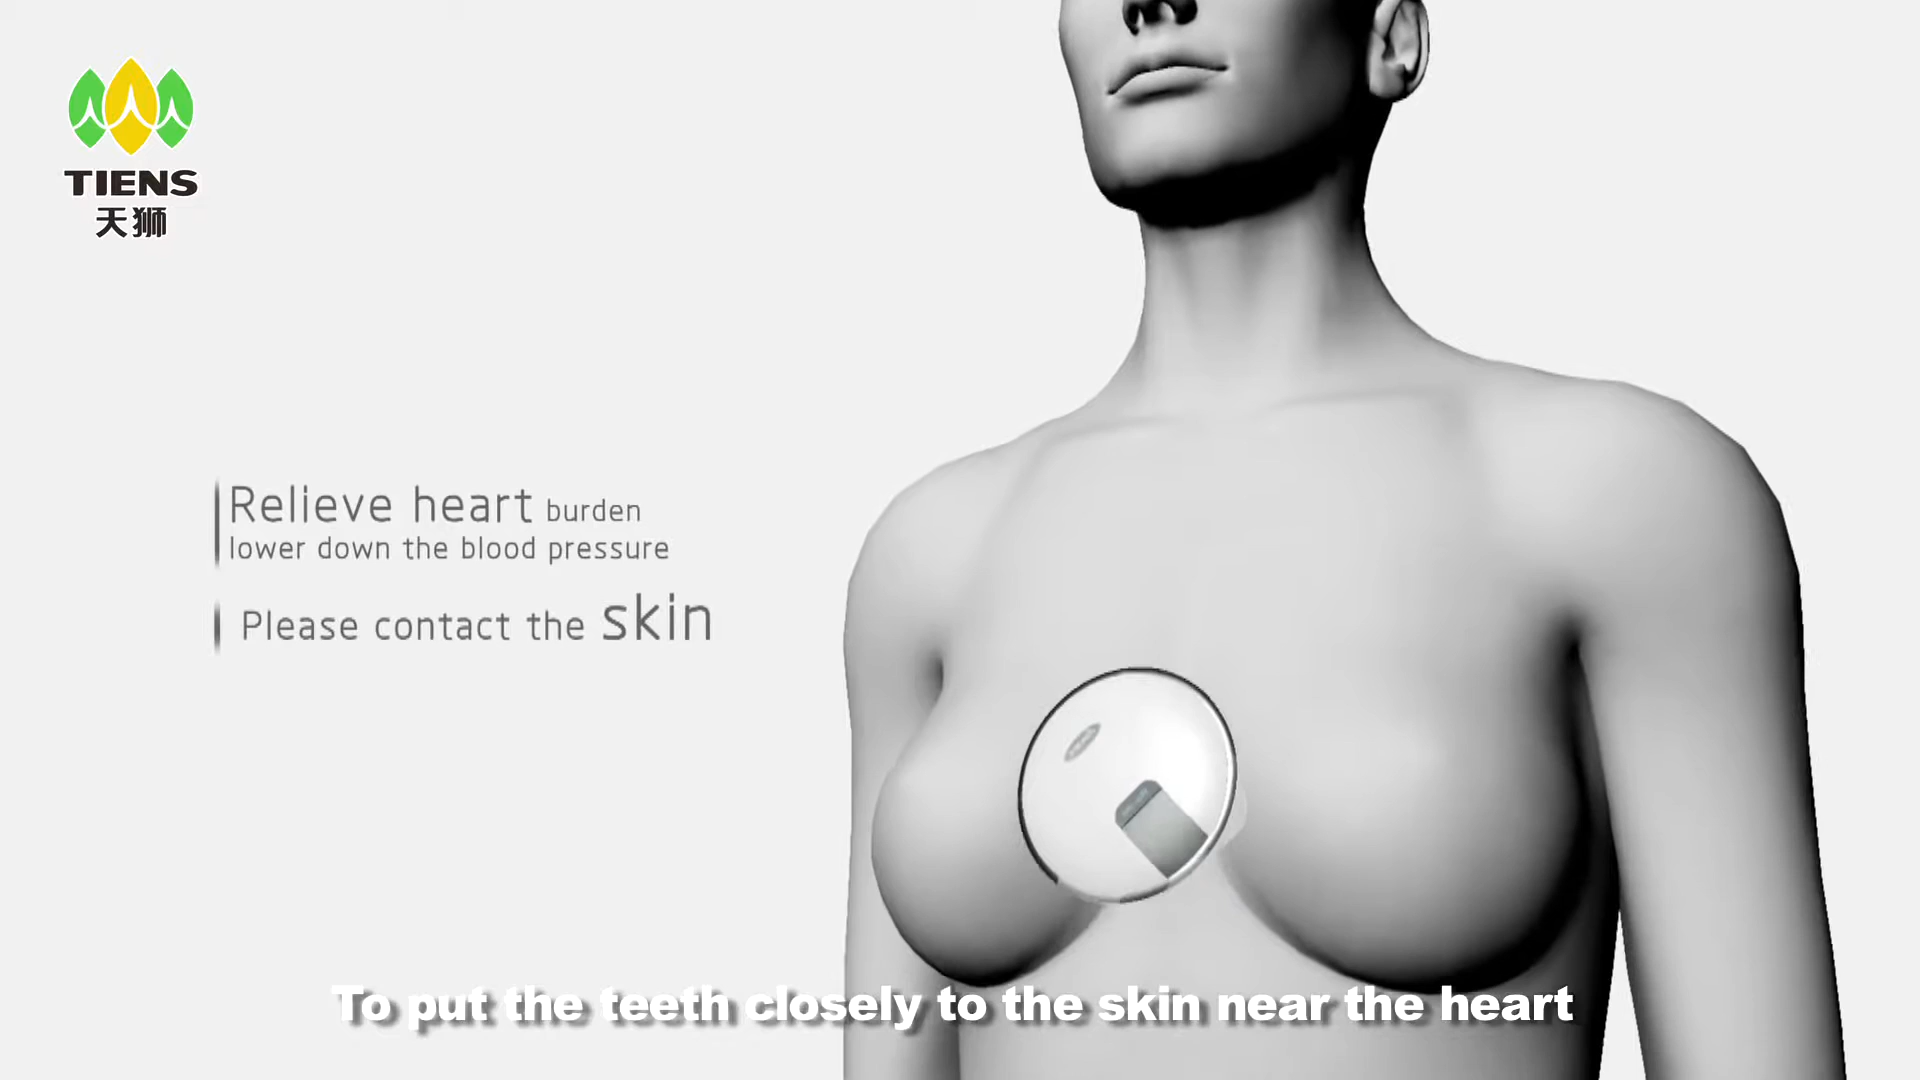 TIENS
天狮
Relieve heart burden
lower down the blood pressure
Please contact the skin
To put the teeth closely to the skin near the heart